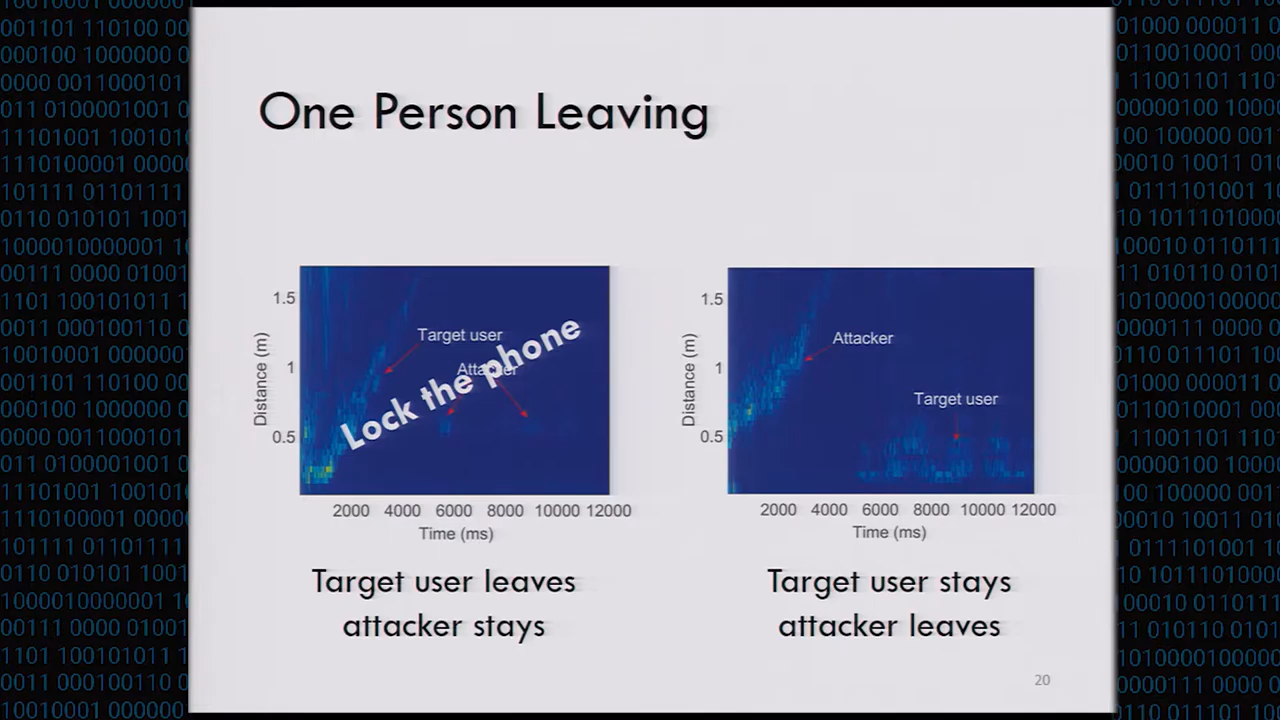 One Person Leaving
1.5
1
0.5
Distance (m)
Target user
Attacker
Lock the phone
2000 4000 6000 8000 10000 12000
Time (ms)
Target user leaves
attacker stays
1.5
1
0.5
Distance (m)
Attacker
Target user
2000 4000 6000 8000 10000 12000
Time (ms)
Target user stays
attacker leaves
20